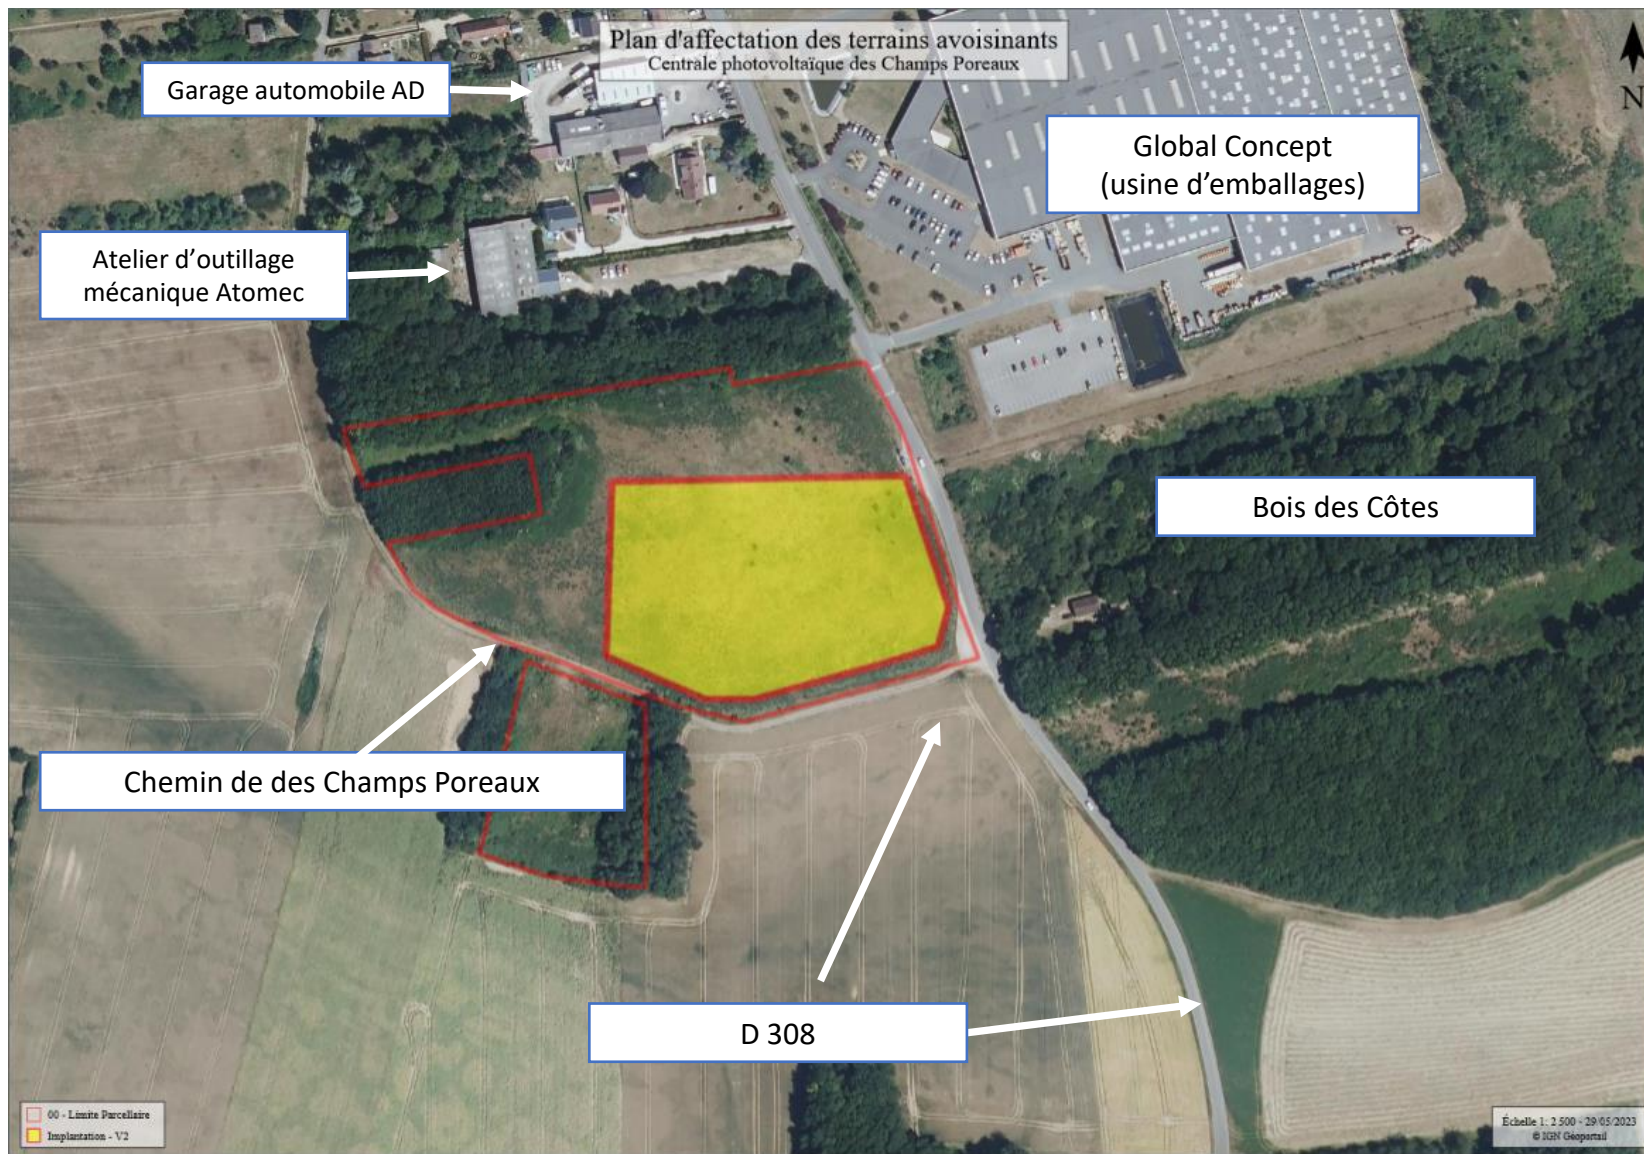 Plan d'affectation des terrains avoisinants
Centrale photovoltaïque des Champs Poreaux
N
Garage automobile AD
Global Concept
(usine d'emballages)
Atelier d'outillage
mécanique Atomec
Bois des Côtes
Chemin de des Champs Poreaux
D 308
00 - Limite Parcellaire
Implantation - V2
Échelle 1: 2 500 - 29/05/2023
© IGN Géoportail